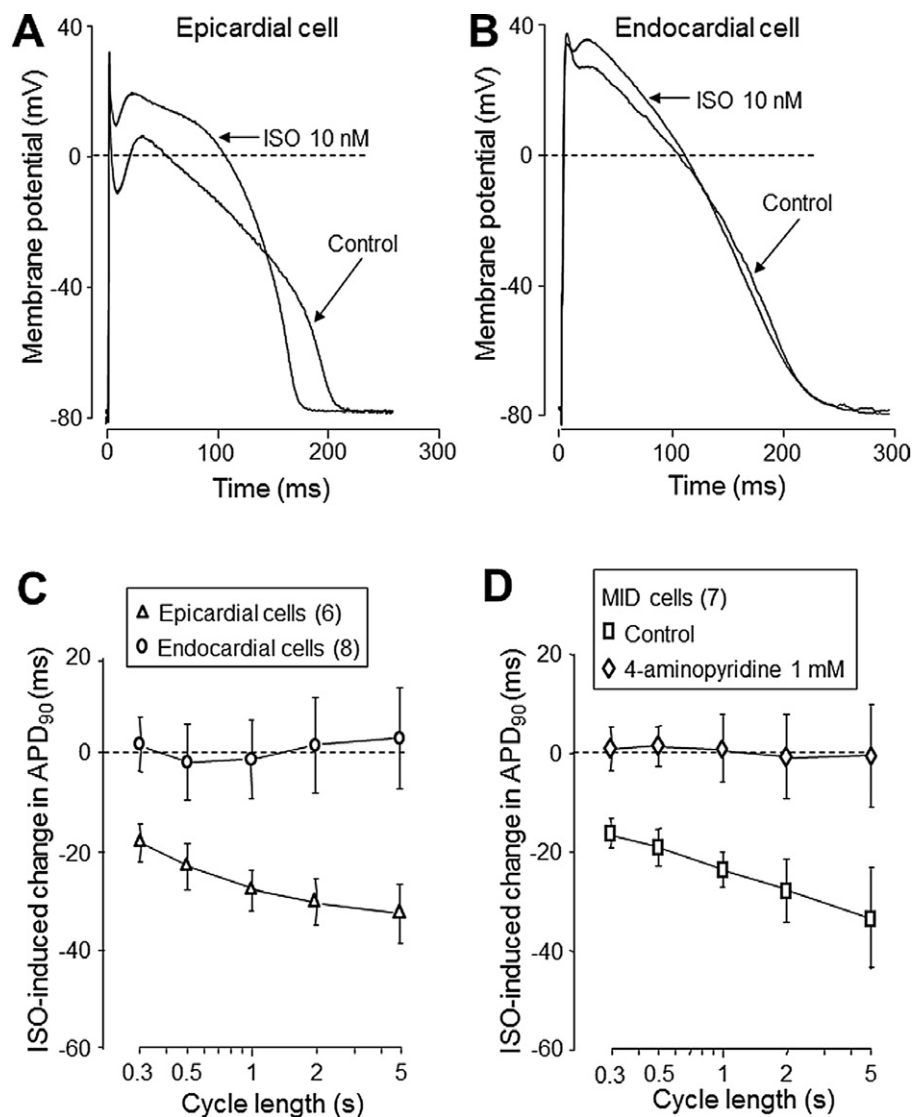 A
Epicardial cell
Membrane potential (mV)
40
0
-40
-80
ISO 10 nM
Control
0
100
200
300
Time (ms)
B
Endocardial cell
Membrane potential (mV)
40
0
-40
-80
ISO 10 nM
Control
0
100
200
300
Time (ms)
C
Epicardial cells (6)
Endocardial cells (8)
ISO-induced change in APD90 (ms)
20
0
-20
-40
-60
0.3
0.5
1
2
5
Cycle length (s)
D
MID cells (7)
Control
4-aminopyridine 1 mM
ISO-induced change in APD90 (ms)
20
0
-20
-40
-60
0.3
0.5
1
2
5
Cycle length (s)